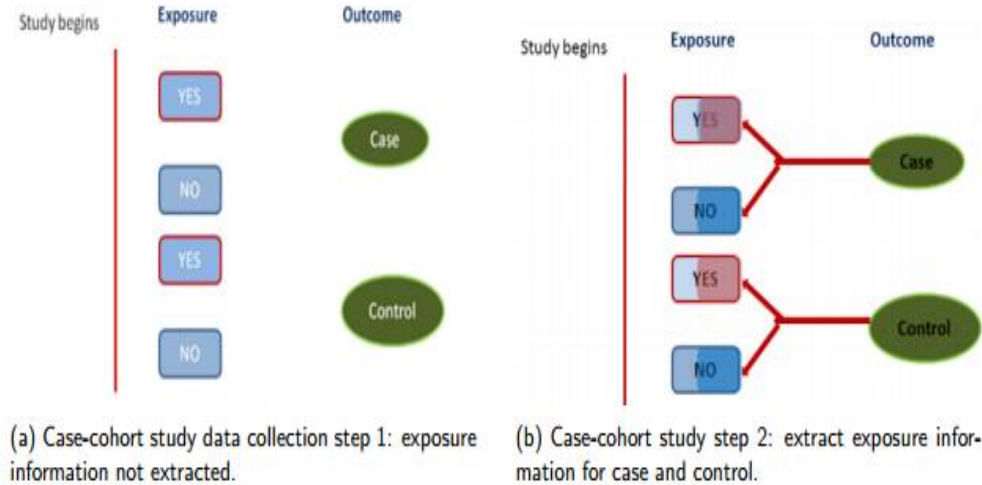 Study begins Exposure Outcome
YES
Case
NO
YES
Control
NO
(a) Case-cohort study data collection step 1: exposure
information not extracted.
Study begins Exposure Outcome
YES
Case
NO
YES
Control
NO
(b) Case-cohort study step 2: extract exposure infor-
mation for case and control.